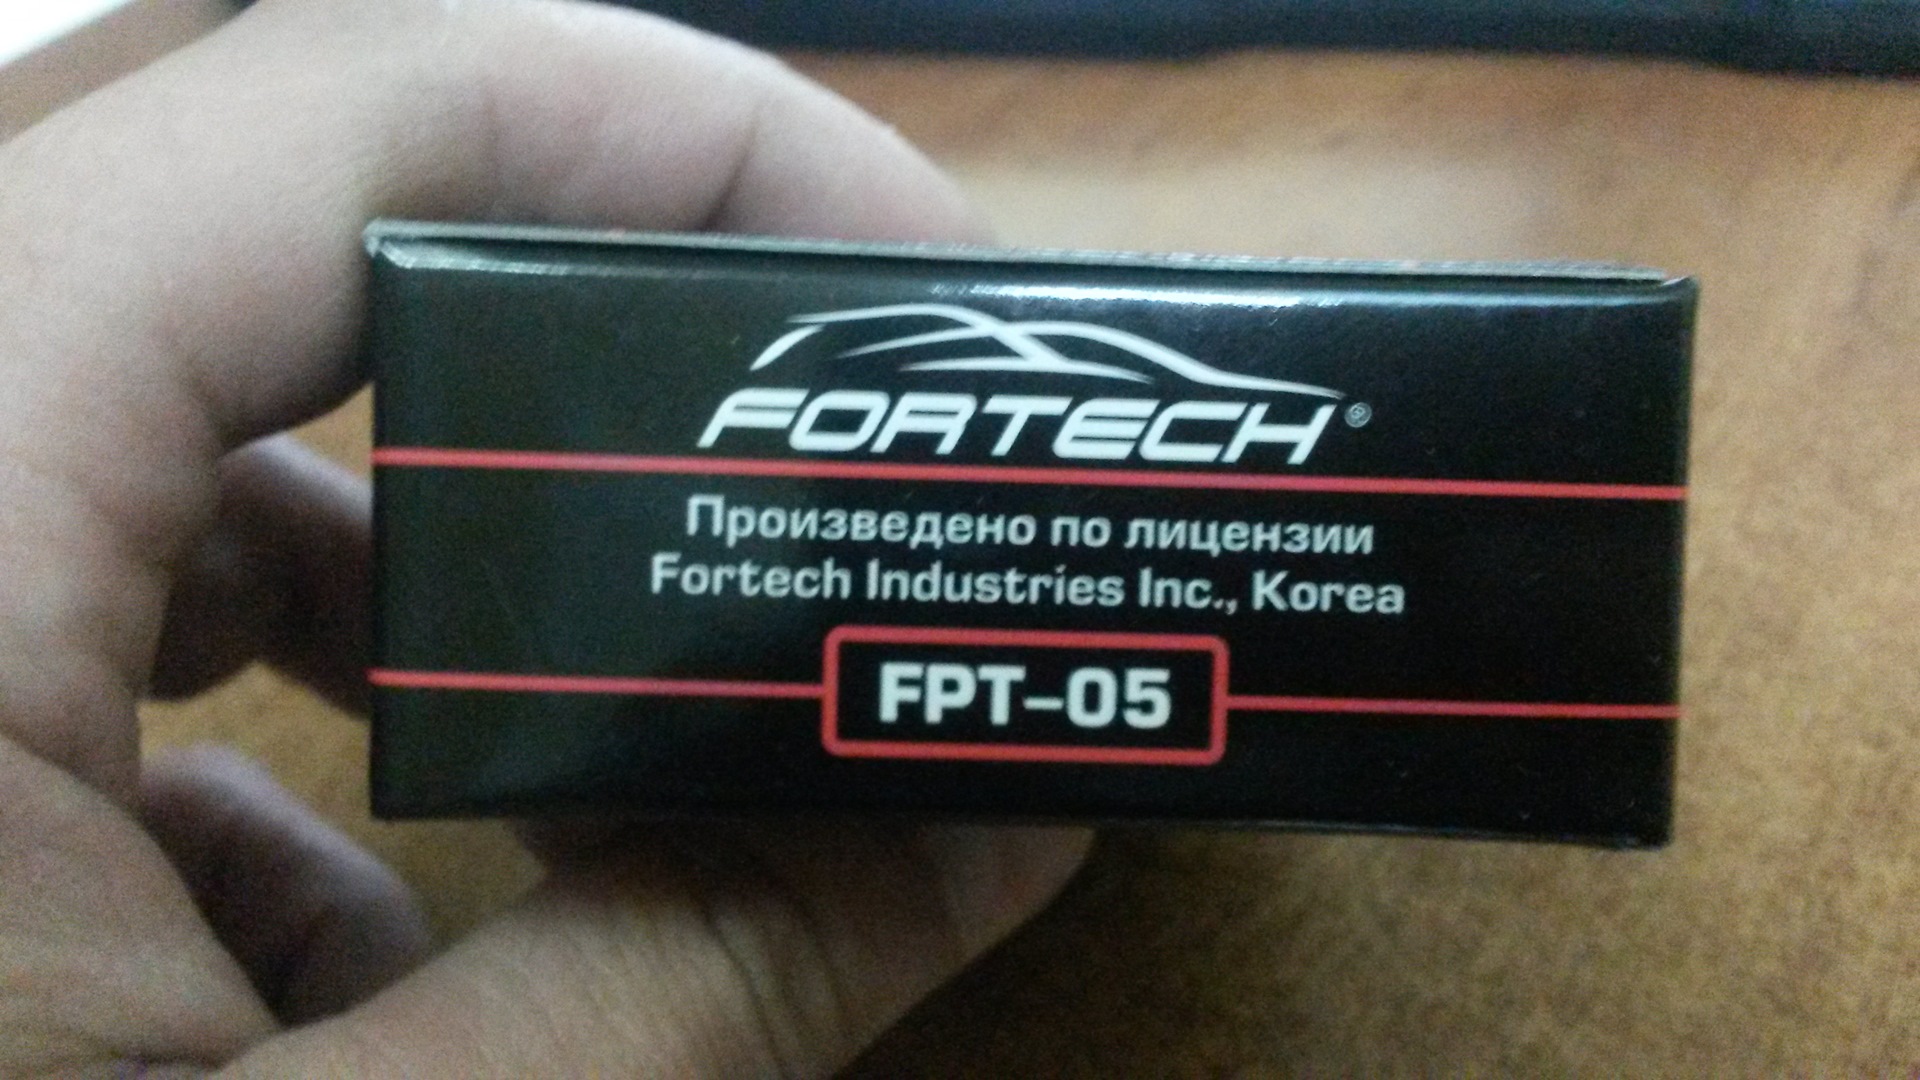 FORTECH®
Произведено по лицензии
Fortech Industries Inc., Korea
FPT-05